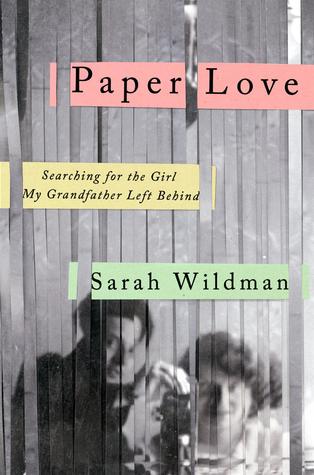 Paper Love
Searching for the Girl
My Grandfather Left Behind
Sarah Wildman